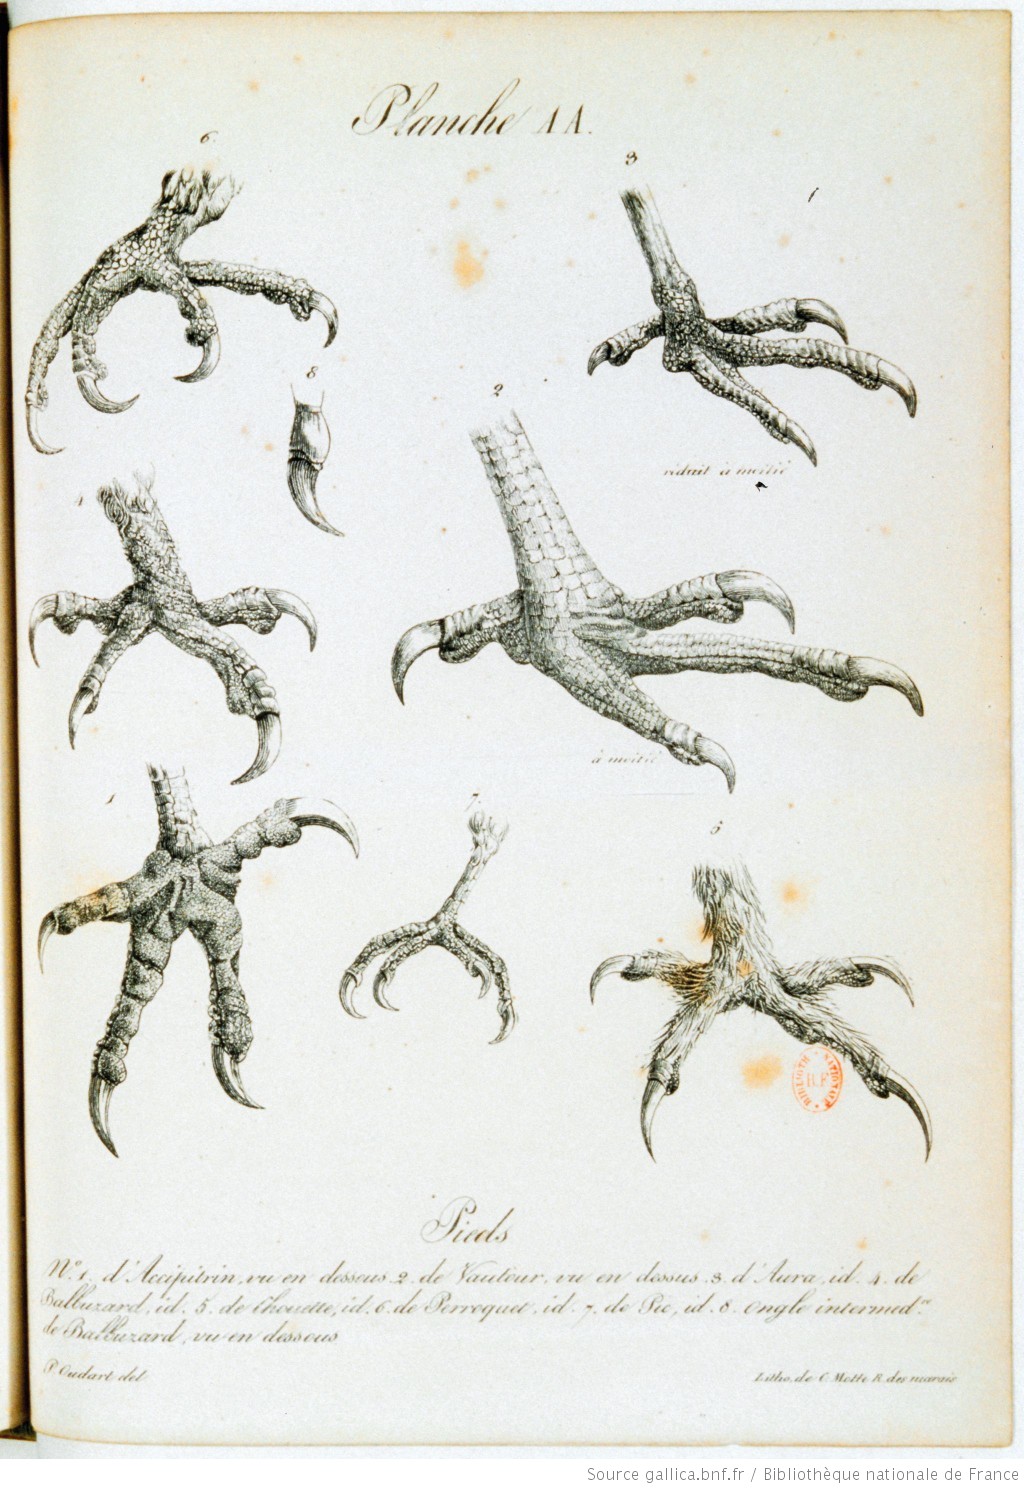 Planche AA.
6.
3
8
2
réduit à moitié
4
à moitié
1
7.
5
BIBLIOTH. NATIONALE
R.F.
Pieds
N.º 1. d'Accipitrin, vu en dessous. 2. de Vautour, vu en dessus. 3. d'Aura, id. 4. de
Balbuzard, id. 5. de Chouette, id. 6. de Perroquet, id. 7. de Pic, id. 8. Ongle intermed.re
de Balbuzard, vu en dessous
P. Oudart del.
Litho. de C. Motte R. des marais
Source gallica.bnf.fr / Bibliothèque nationale de France